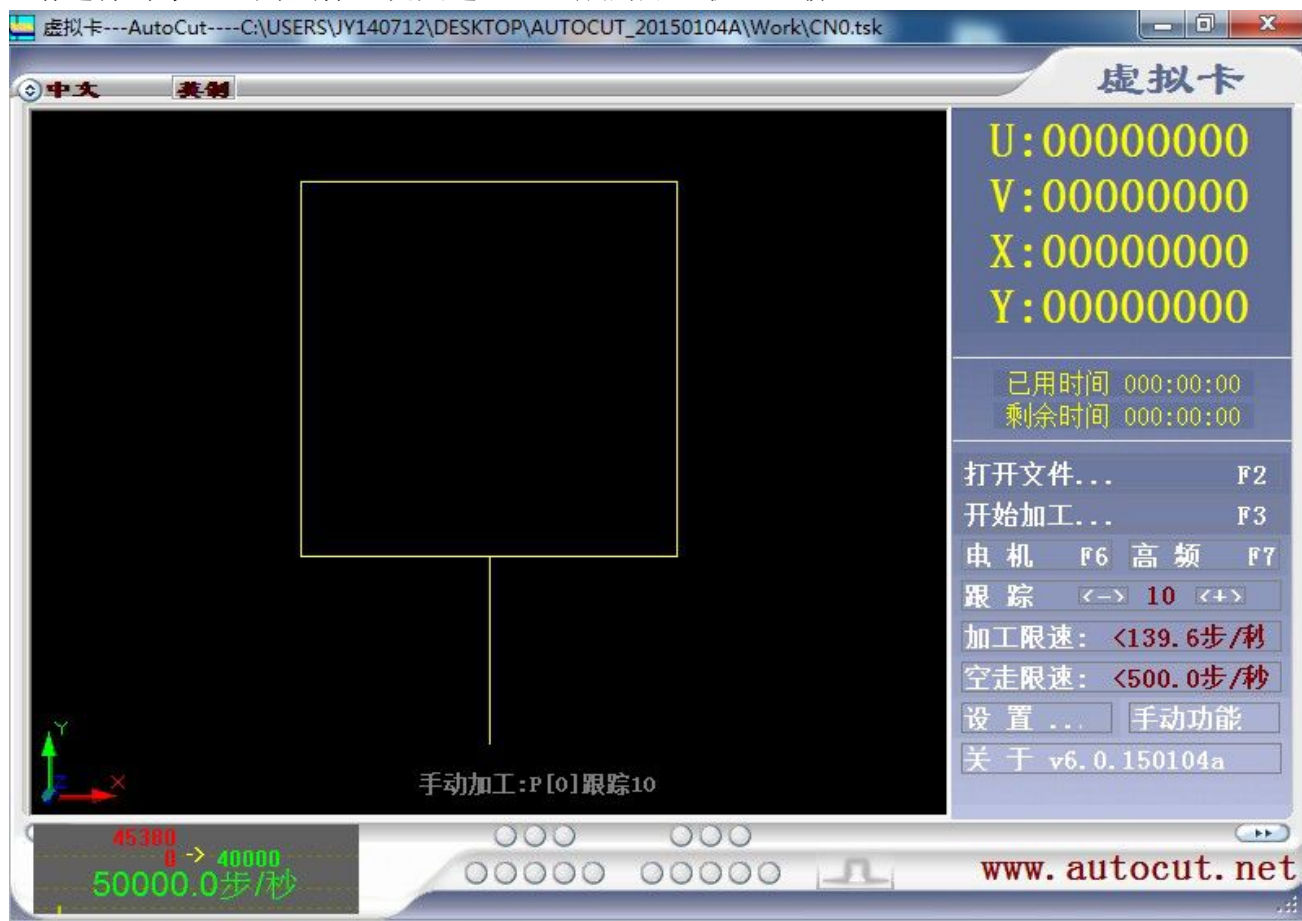 虚拟卡---AutoCut----C:\USERS\JY140712\DESKTOP\AUTOCUT_20150104A\Work\CN0.tsk
中文 英制
虚拟卡
U:00000000
V:00000000
X:00000000
Y:00000000
已用时间 000:00:00
剩余时间 000:00:00
打开文件... F2
开始加工... F3
电 机 F6 高 频 F7
跟 踪 <-> 10 <+>
加工限速: <139.6步/秒
空走限速: <500.0步/秒
设 置 ... 手动功能
关 于 v6.0.150104a
Y
Z X
手动加工:P[0]跟踪10
45380
0 -> 40000
50000.0步/秒
www.autocut.net